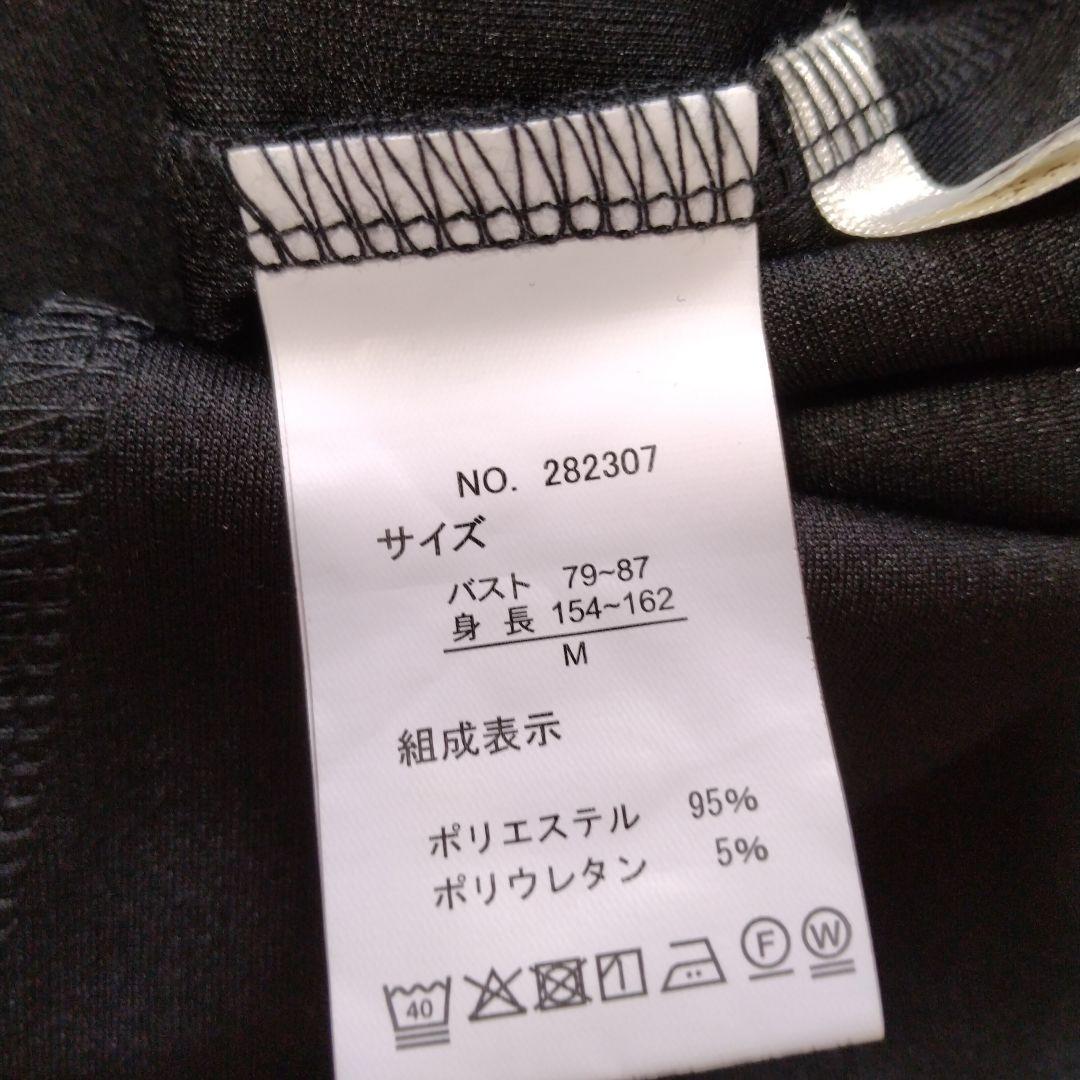 NO. 282307
サイズ
バスト 79~87
身長 154~162
M
組成表示
ポリエステル 95%
ポリウレタン 5%
40 F W